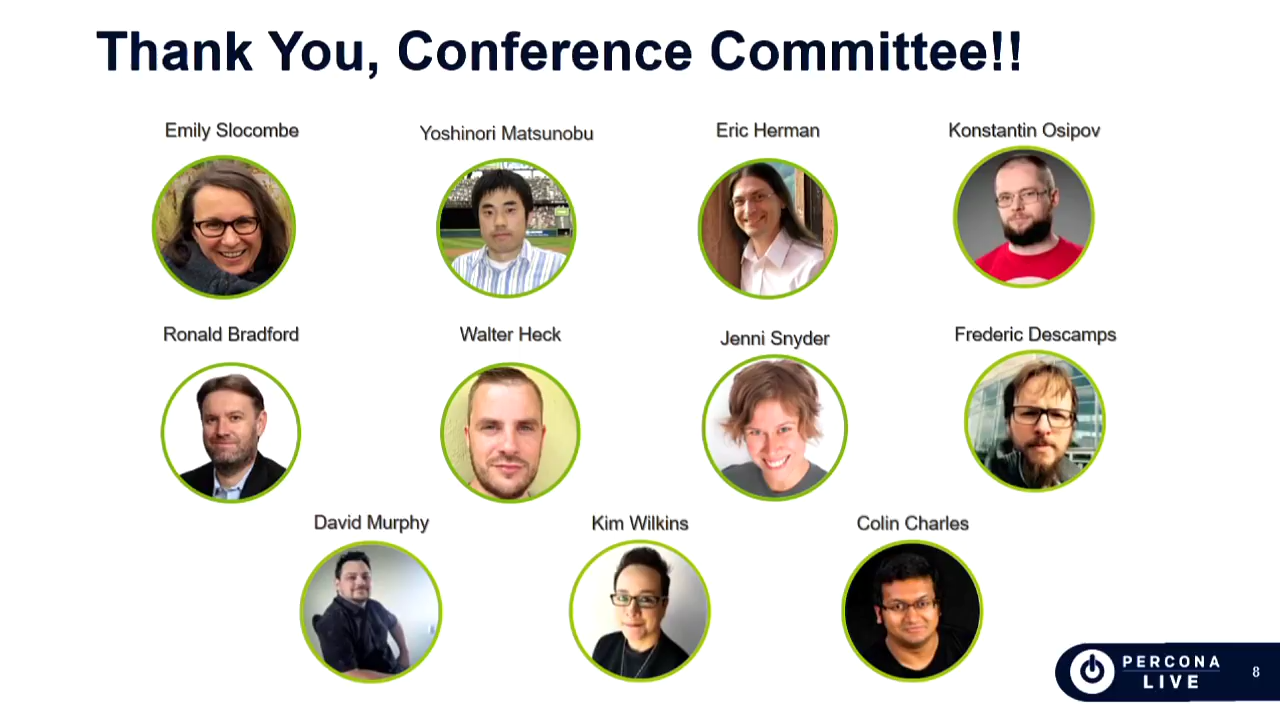 Thank You, Conference Committee!!
Emily Slocombe
Yoshinori Matsunobu
Eric Herman
Konstantin Osipov
Ronald Bradford
Walter Heck
Jenni Snyder
Frederic Descamps
David Murphy
Kim Wilkins
Colin Charles
PERCONA
LIVE
8